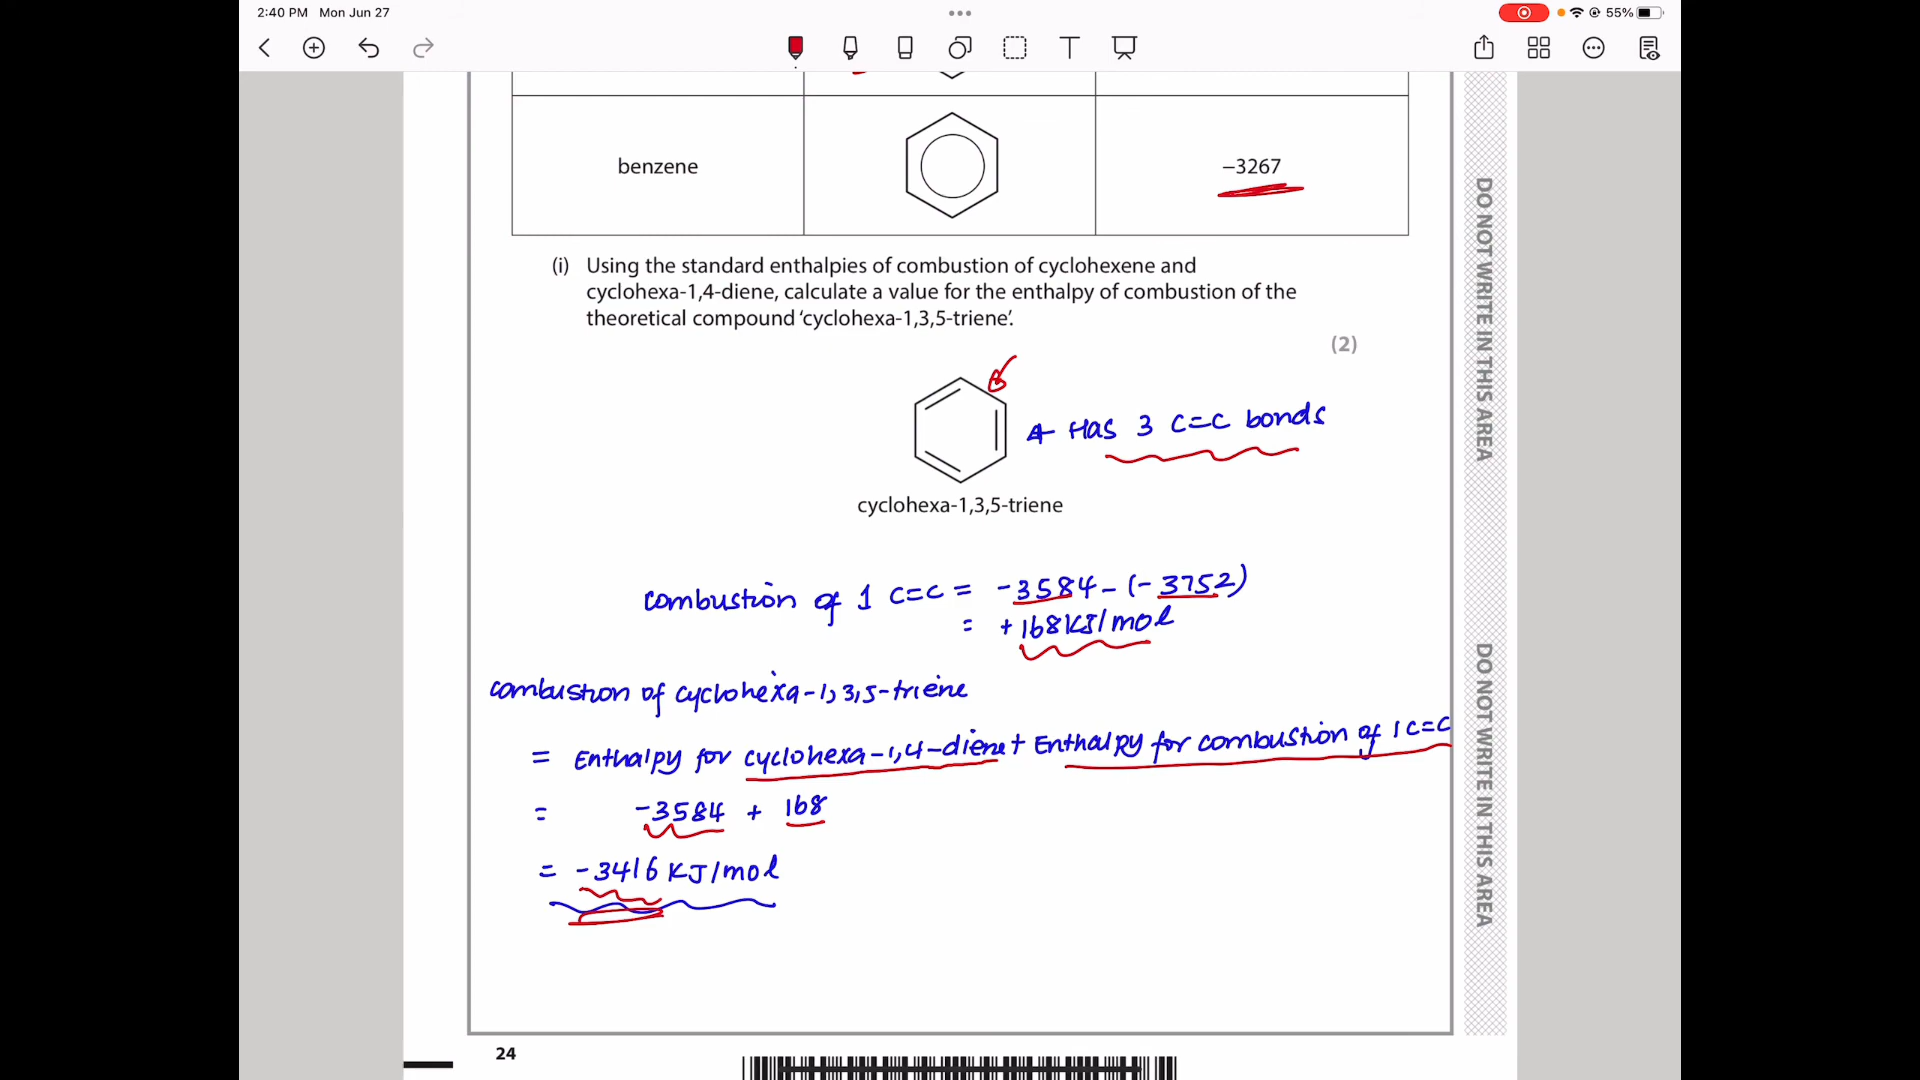 2:40 PM Mon Jun 27
55%
benzene
−3267
(i) Using the standard enthalpies of combustion of cyclohexene and
cyclohexa-1,4-diene, calculate a value for the enthalpy of combustion of the
theoretical compound ‘cyclohexa-1,3,5-triene’.
(2)
Has 3 C=C bonds
cyclohexa-1,3,5-triene
combustion of 1 C=C = -3584-(-3752)
= +168KJ/mol
combustion of cyclohexa-1,3,5-triene
= Enthalpy for cyclohexa-1,4-diene + Enthalpy for combustion of 1 C=C
= -3584 + 168
= -3416 KJ/mol
24
DO NOT WRITE IN THIS AREA
DO NOT WRITE IN THIS AREA